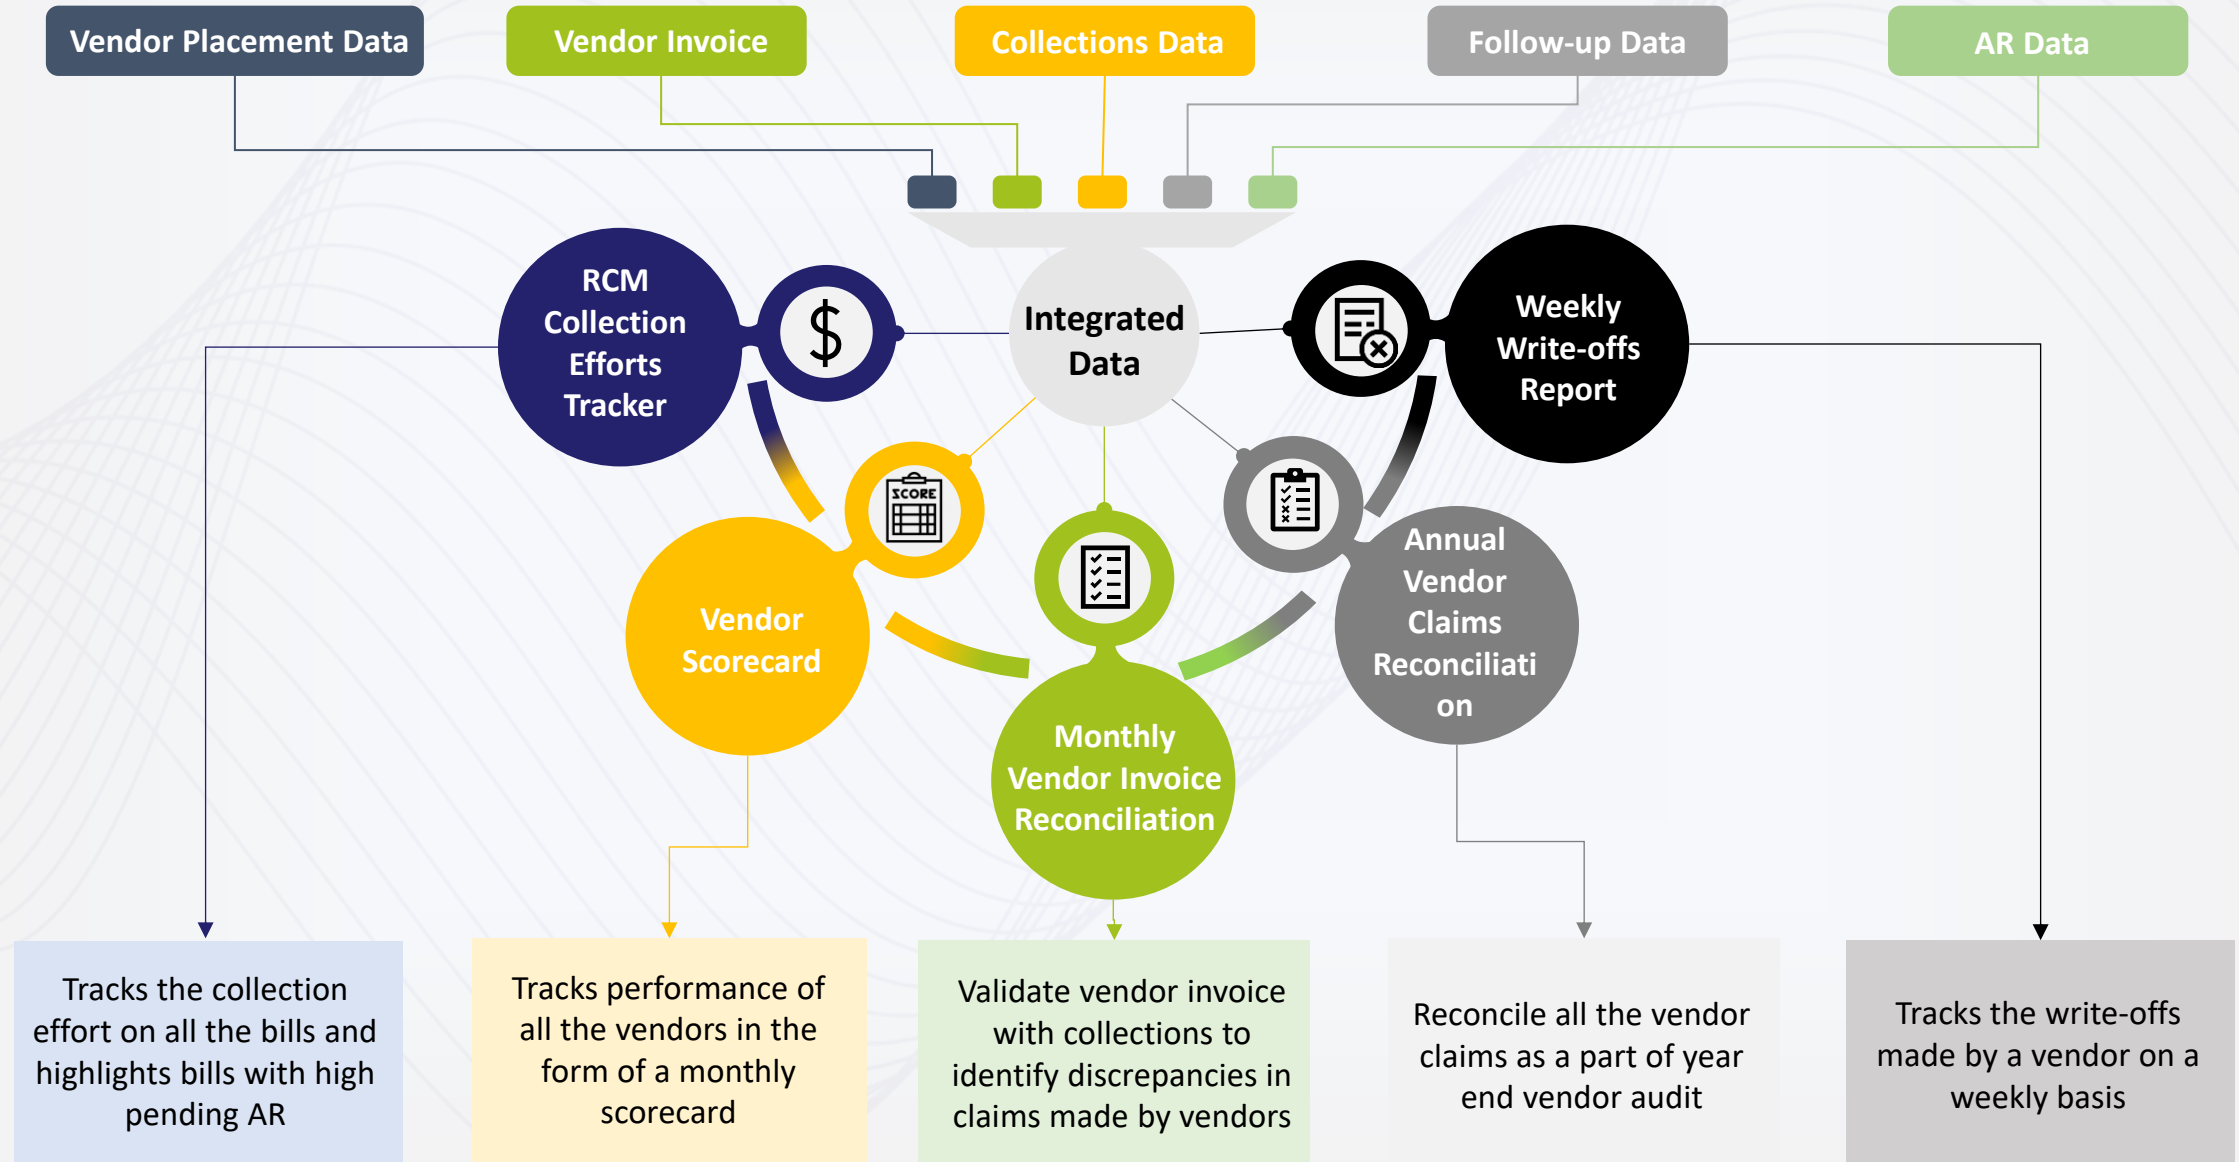 Vendor Placement Data
Vendor Invoice
Collections Data
Follow-up Data
AR Data
RCM
Collection
Efforts
Tracker
Integrated
Data
Weekly
Write-offs
Report
SCORE
Vendor
Scorecard
Monthly
Vendor Invoice
Reconciliation
Annual
Vendor
Claims
Reconciliati
on
Tracks the collection
effort on all the bills and
highlights bills with high
pending AR
Tracks performance of
all the vendors in the
form of a monthly
scorecard
Validate vendor invoice
with collections to
identify discrepancies in
claims made by vendors
Reconcile all the vendor
claims as a part of year
end vendor audit
Tracks the write-offs
made by a vendor on a
weekly basis